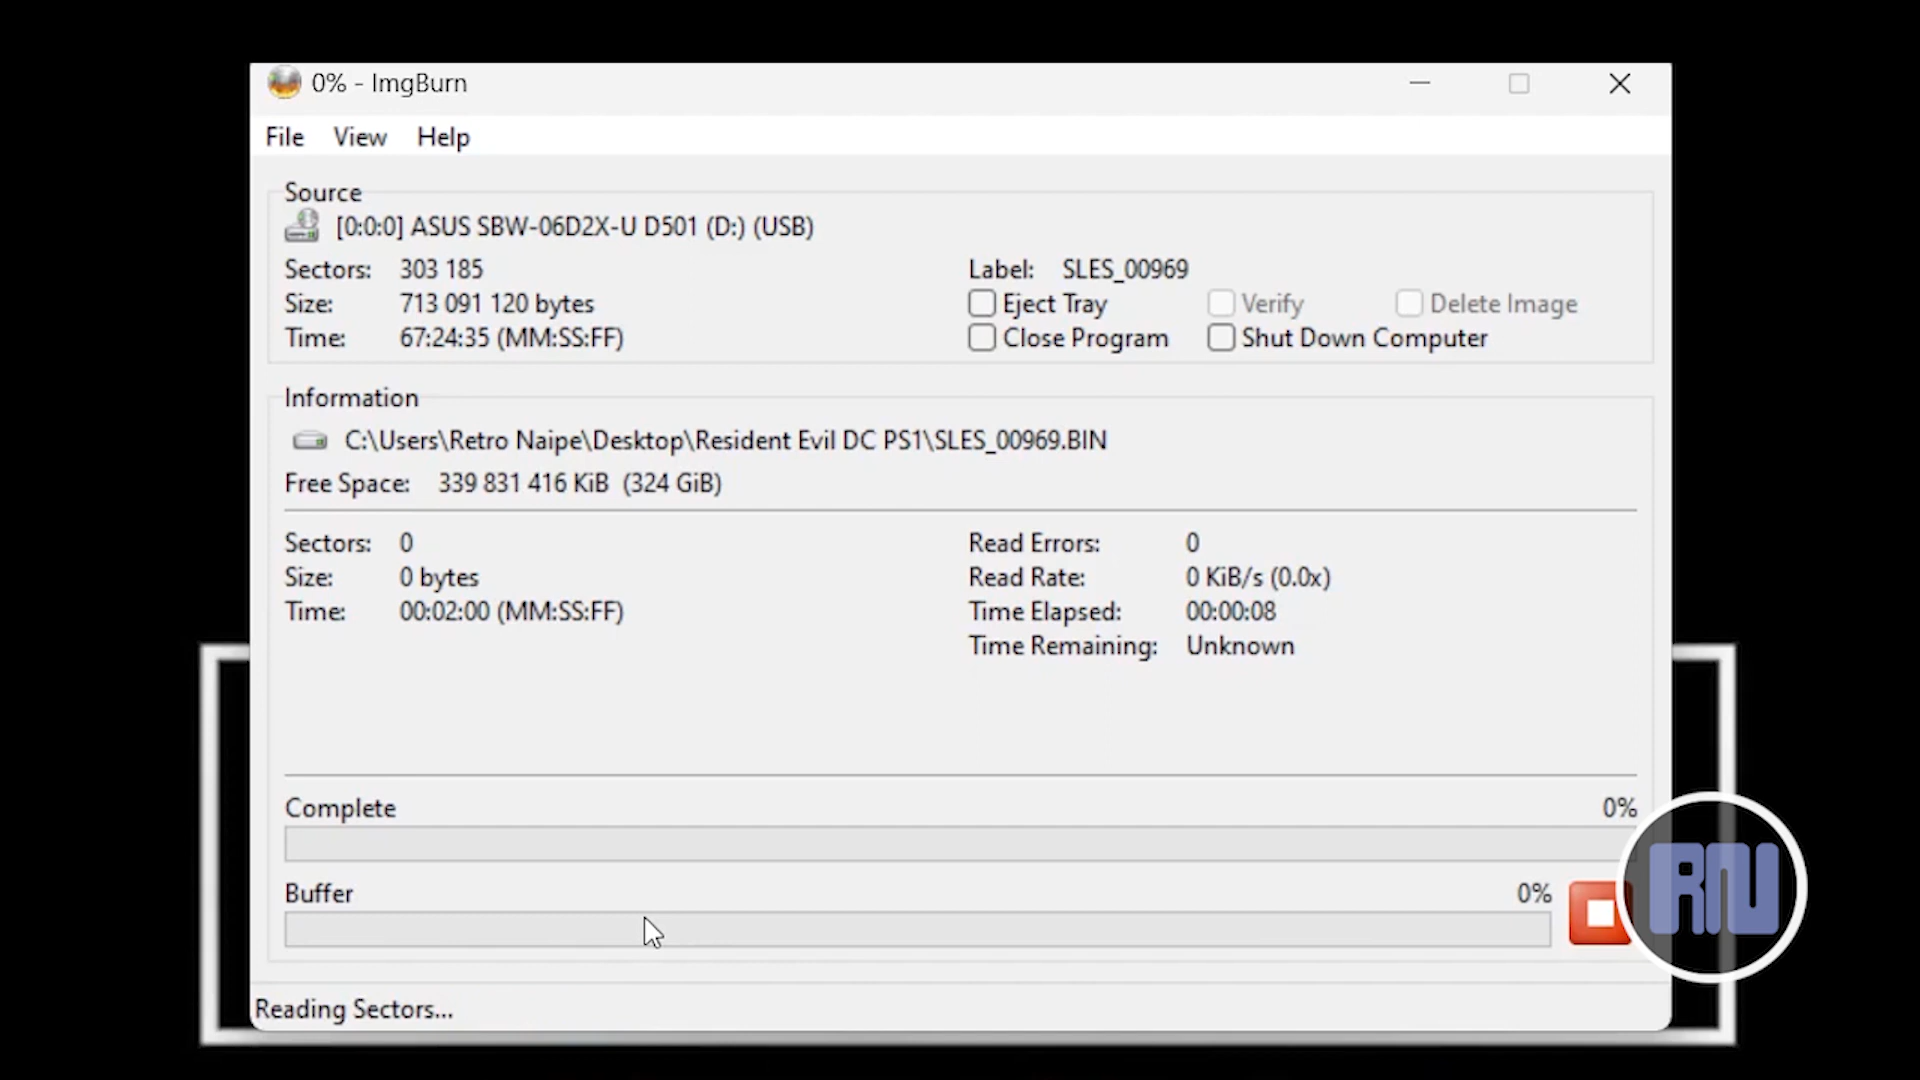 0% - ImgBurn
File View Help
Source
[0:0:0] ASUS SBW-06D2X-U D501 (D:) (USB)
Sectors: 303 185 Label: SLES_00969
Size: 713 091 120 bytes Eject Tray Verify Delete Image
Time: 67:24:35 (MM:SS:FF) Close Program Shut Down Computer
Information
C:\Users\Retro Naipe\Desktop\Resident Evil DC PS1\SLES_00969.BIN
Free Space: 339 831 416 KiB (324 GiB)
Sectors: 0 Read Errors: 0
Size: 0 bytes Read Rate: 0 KiB/s (0.0x)
Time: 00:02:00 (MM:SS:FF) Time Elapsed: 00:00:08
Time Remaining: Unknown
Complete 0%
Buffer 0%
RN
Reading Sectors...